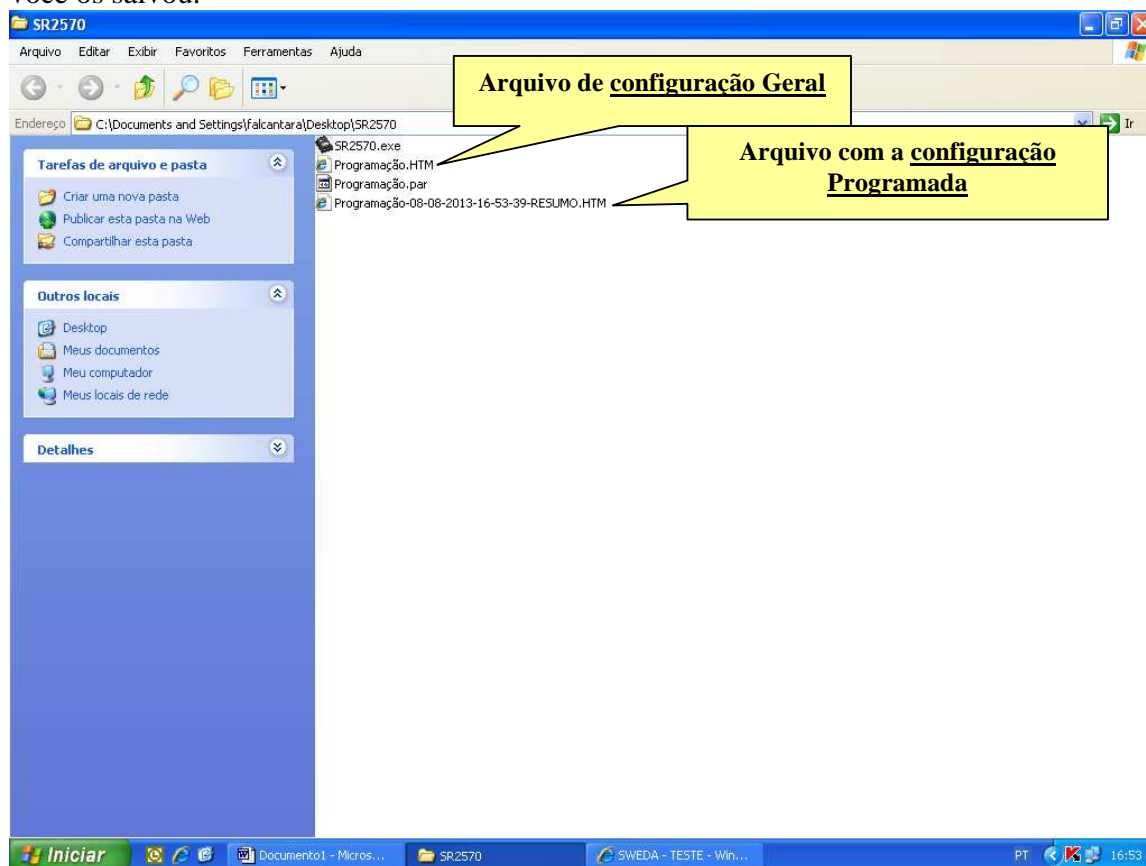 você os salvou.
SR2570
Arquivo Editar Exibir Favoritos Ferramentas Ajuda
Arquivo de configuração Geral
Endereço C:\Documents and Settings\falcantara\Desktop\SR2570
Ir
SR2570.exe
Programação.HTM
Programação.par
Programação-08-08-2013-16-53-39-RESUMO.HTM
Arquivo com a configuração
Programada
Tarefas de arquivo e pasta
Criar uma nova pasta
Publicar esta pasta na Web
Compartilhar esta pasta
Outros locais
Desktop
Meus documentos
Meu computador
Meus locais de rede
Detalhes
Iniciar
Documento1 - Micros...
SR2570
SWEDA - TESTE - Win...
PT
16:53